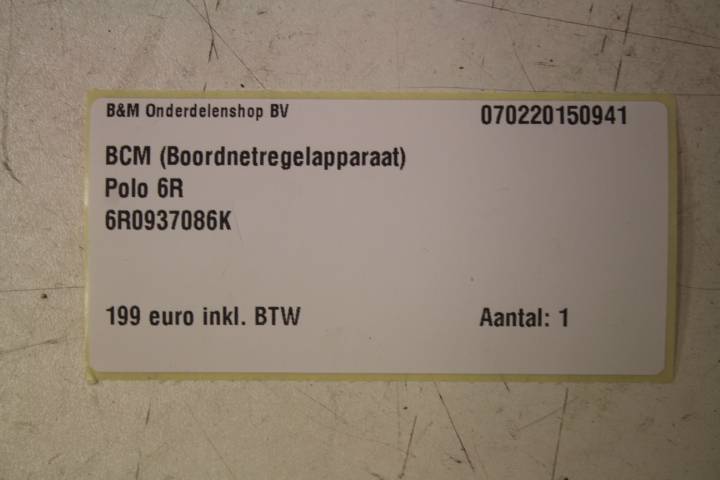 B&M Onderdelenshop BV 070220150941
BCM (Boordnetregelapparaat)
Polo 6R
6R0937086K
199 euro inkl. BTW Aantal: 1